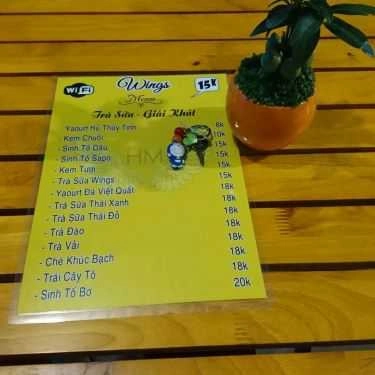 WiFi
Wings
15k
Menu
Trà Sữa - Giải Khát
Yaourt Hủ Thủy Tinh 8k
- Kem Chuối 10k
- Sinh Tố Dâu 15k
- Sinh Tố Sapo 15k
- Kem Tươi 15k
- Trà Sữa Wings 15k
- Yaourt Đá Việt Quất 18k
- Trà Sữa Thái Xanh 18k
- Trà Sữa Thái Đỏ 18k
- Trà Đào 18k
- Trà Vải 18k
- Chè Khúc Bạch 18k
- Trái Cây Tô 18k
- Sinh Tố Bơ 20k
HM